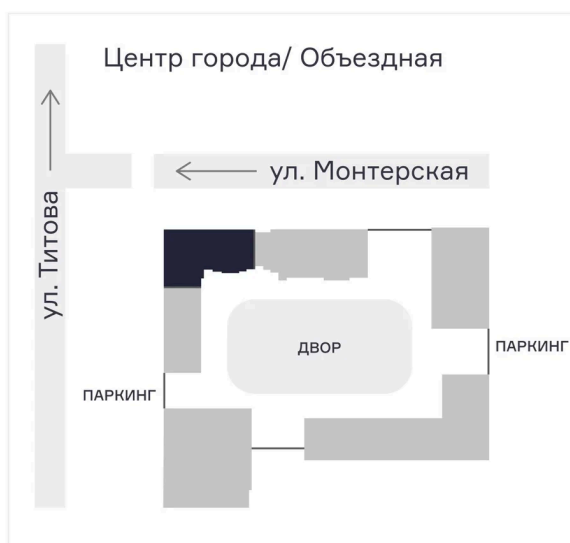 Центр города/ Объездная
ул. Монтерская
ул. Титова
ДВОР
ПАРКИНГ
ПАРКИНГ